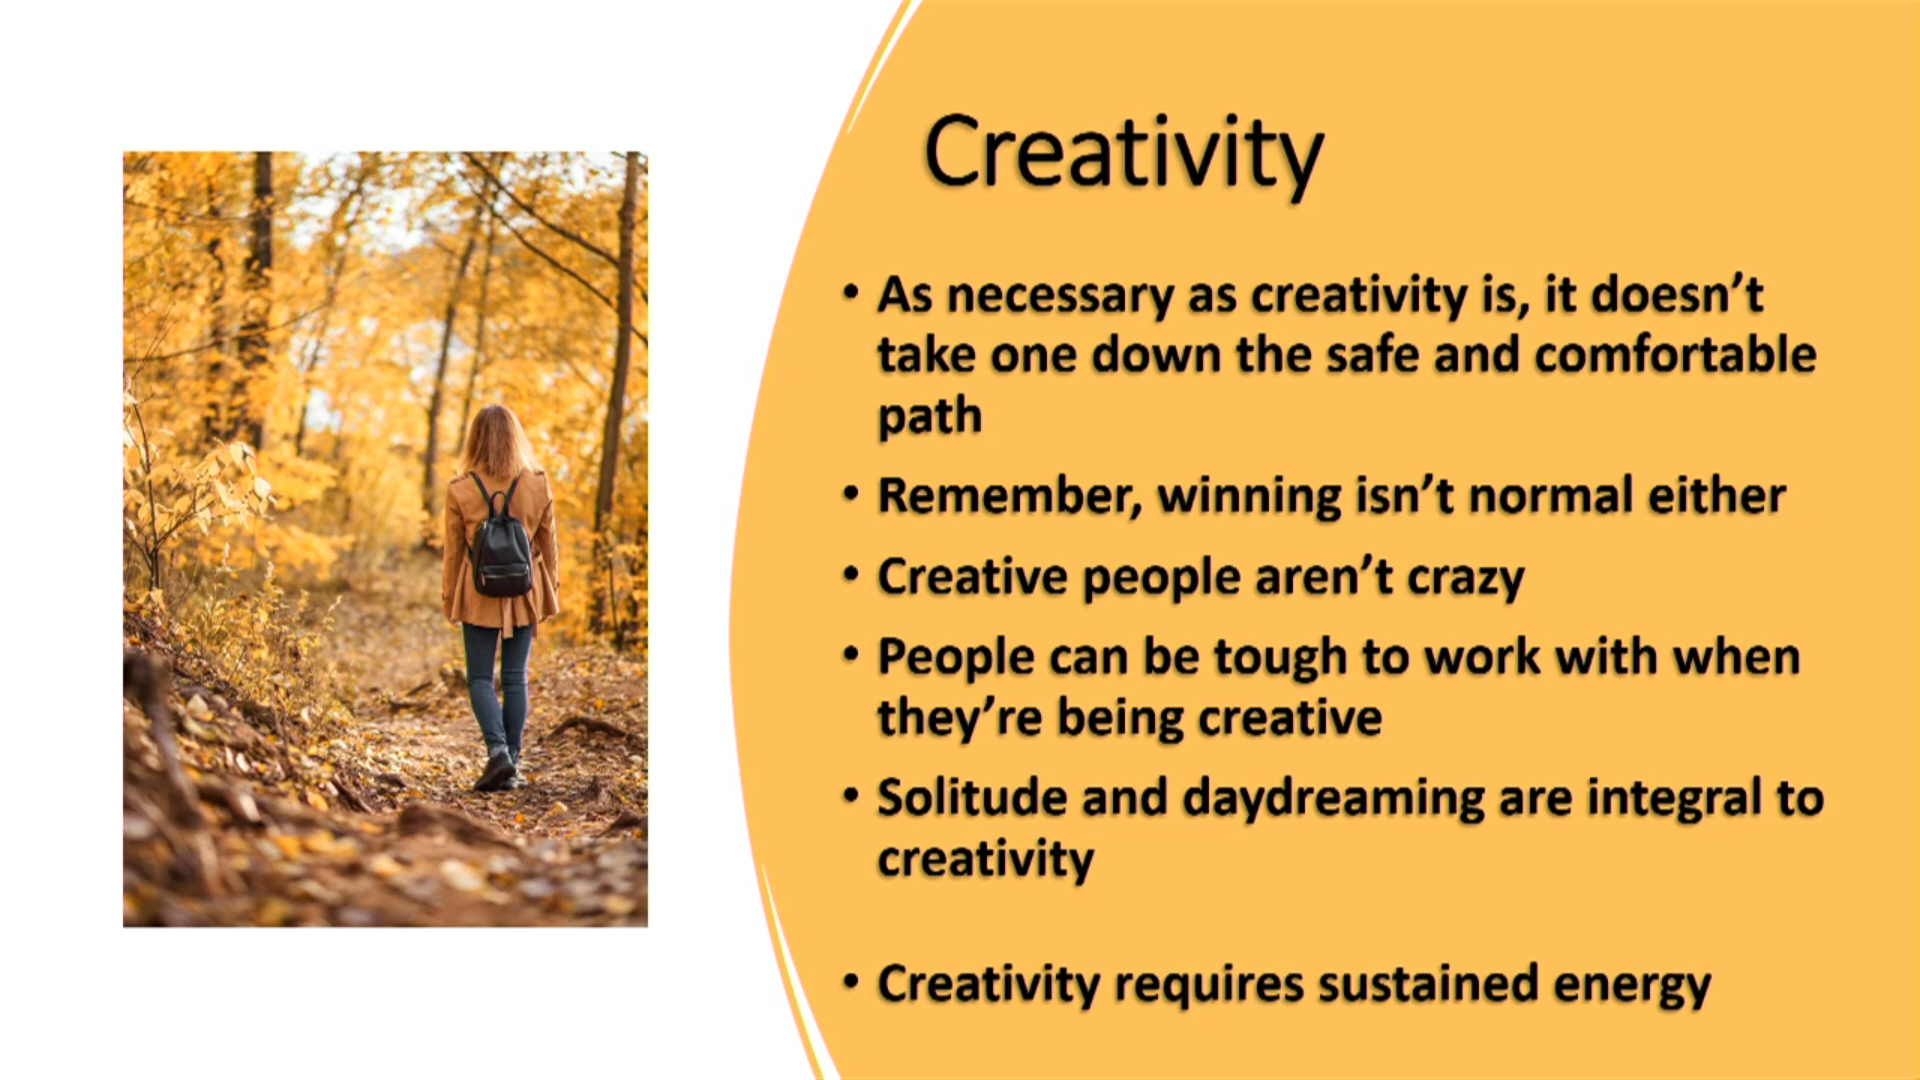 Creativity
• As necessary as creativity is, it doesn’t
take one down the safe and comfortable
path
• Remember, winning isn’t normal either
• Creative people aren’t crazy
• People can be tough to work with when
they’re being creative
• Solitude and daydreaming are integral to
creativity
• Creativity requires sustained energy